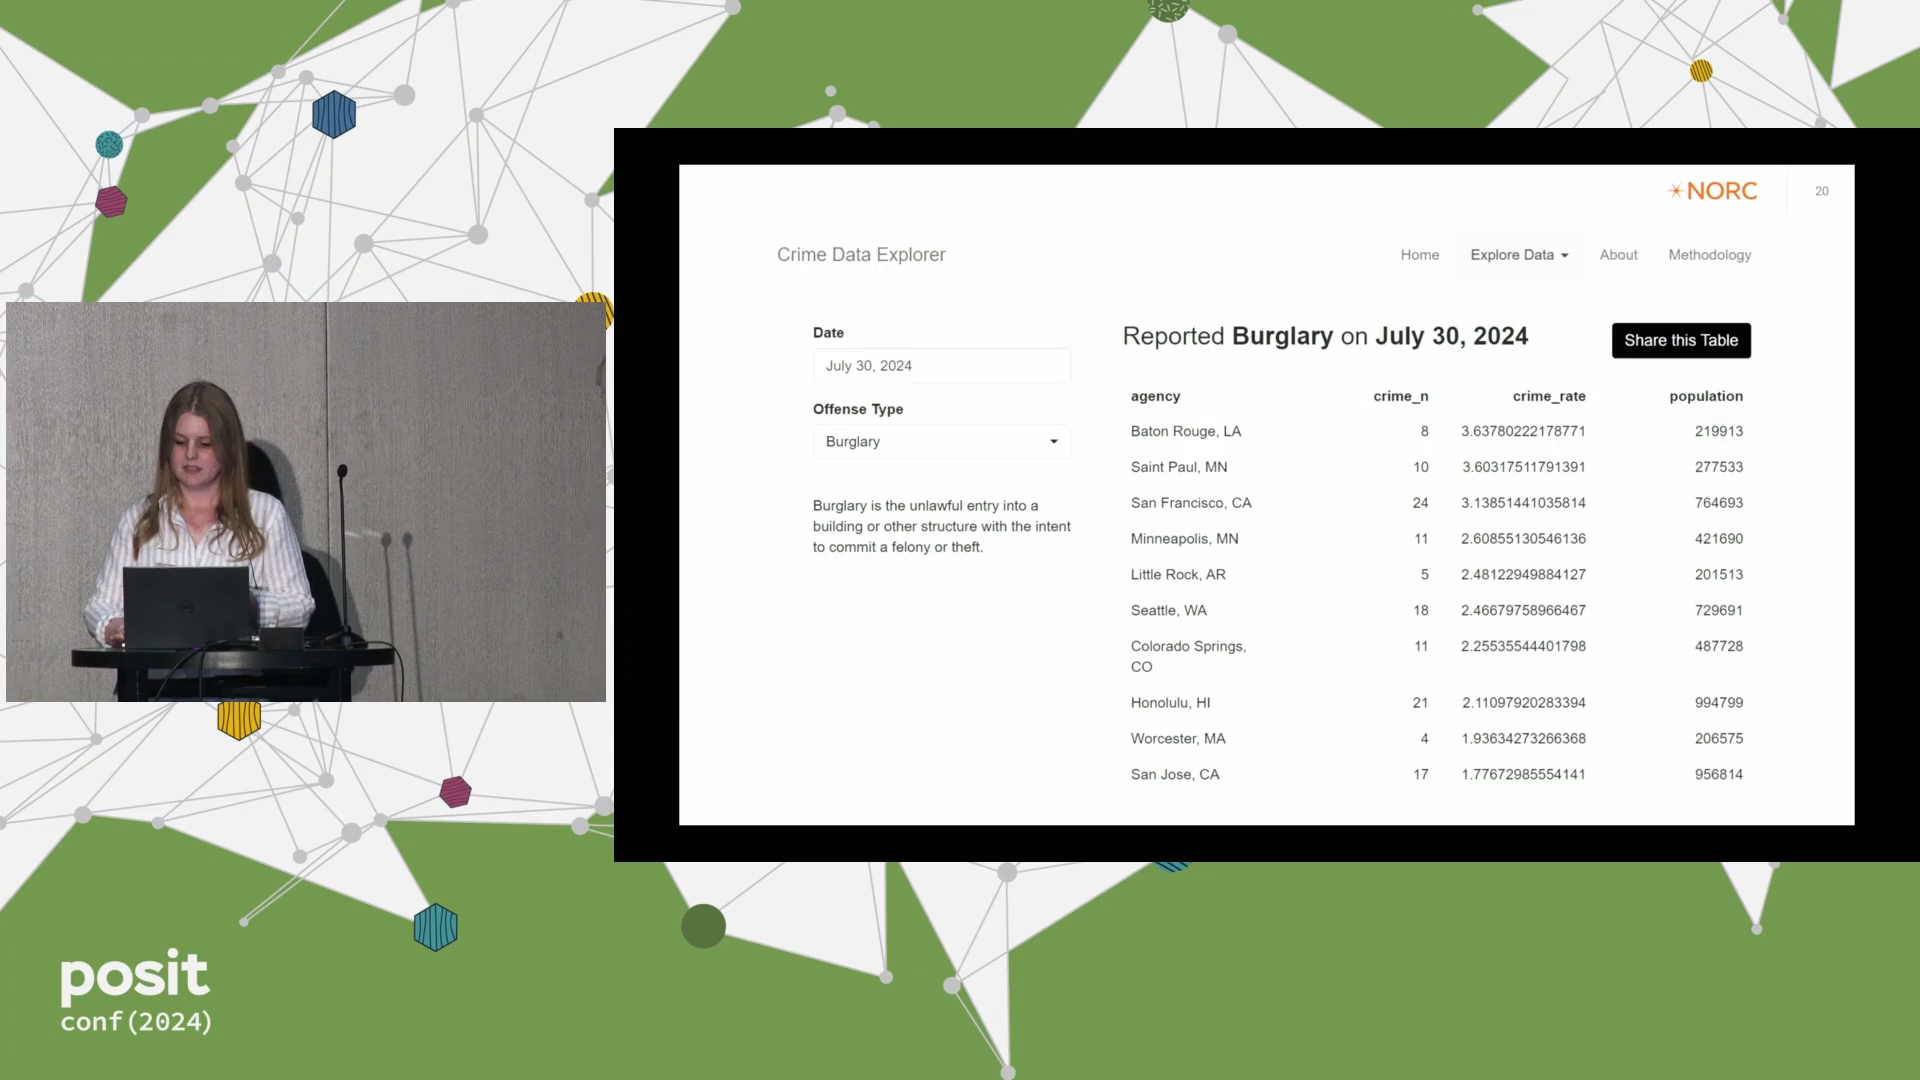 NORC
20
Crime Data Explorer
Home
Explore Data
About
Methodology
Date
July 30, 2024
Offense Type
Burglary
Burglary is the unlawful entry into a
building or other structure with the intent
to commit a felony or theft.
Reported Burglary on July 30, 2024
Share this Table
agency crime_n crime_rate population
Baton Rouge, LA 8 3.63780222178771 219913
Saint Paul, MN 10 3.60317511791391 277533
San Francisco, CA 24 3.13851441035814 764693
Minneapolis, MN 11 2.60855130546136 421690
Little Rock, AR 5 2.48122949884127 201513
Seattle, WA 18 2.46679758966467 729691
Colorado Springs, 11 2.25535544401798 487728
CO
Honolulu, HI 21 2.11097920283394 994799
Worcester, MA 4 1.93634273266368 206575
San Jose, CA 17 1.77672985554141 956814
posit
conf(2024)